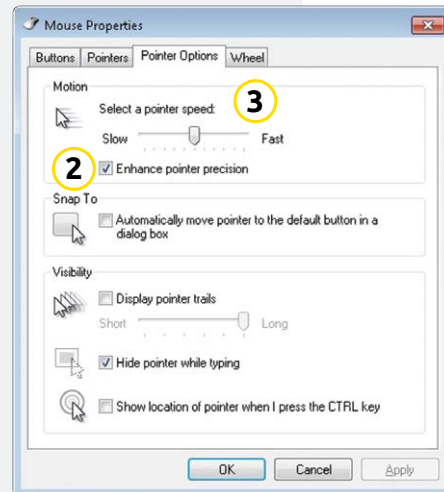 Mouse Properties
Buttons Pointers Pointer Options Wheel
Motion
Select a pointer speed:
3
Slow Fast
2
Enhance pointer precision
Snap To
Automatically move pointer to the default button in a
dialog box
Visibility
Display pointer trails
Short Long
Hide pointer while typing
Show location of pointer when I press the CTRL key
OK Cancel Apply